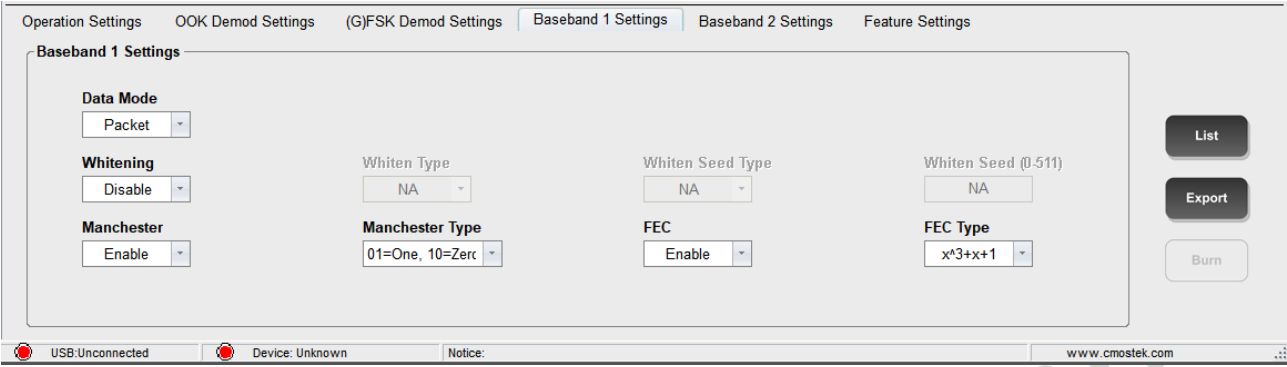 Operation Settings OOK Demod Settings (G)FSK Demod Settings Baseband 1 Settings Baseband 2 Settings Feature Settings
Baseband 1 Settings
Data Mode
Packet
List
Whitening Whiten Type Whiten Seed Type Whiten Seed (0-511)
Disable NA NA NA
Export
Manchester Manchester Type FEC FEC Type
Enable 01=One, 10=Zerc Enable x^3+x+1
Burn
USB:Unconnected Device: Unknown Notice: www.cmostek.com